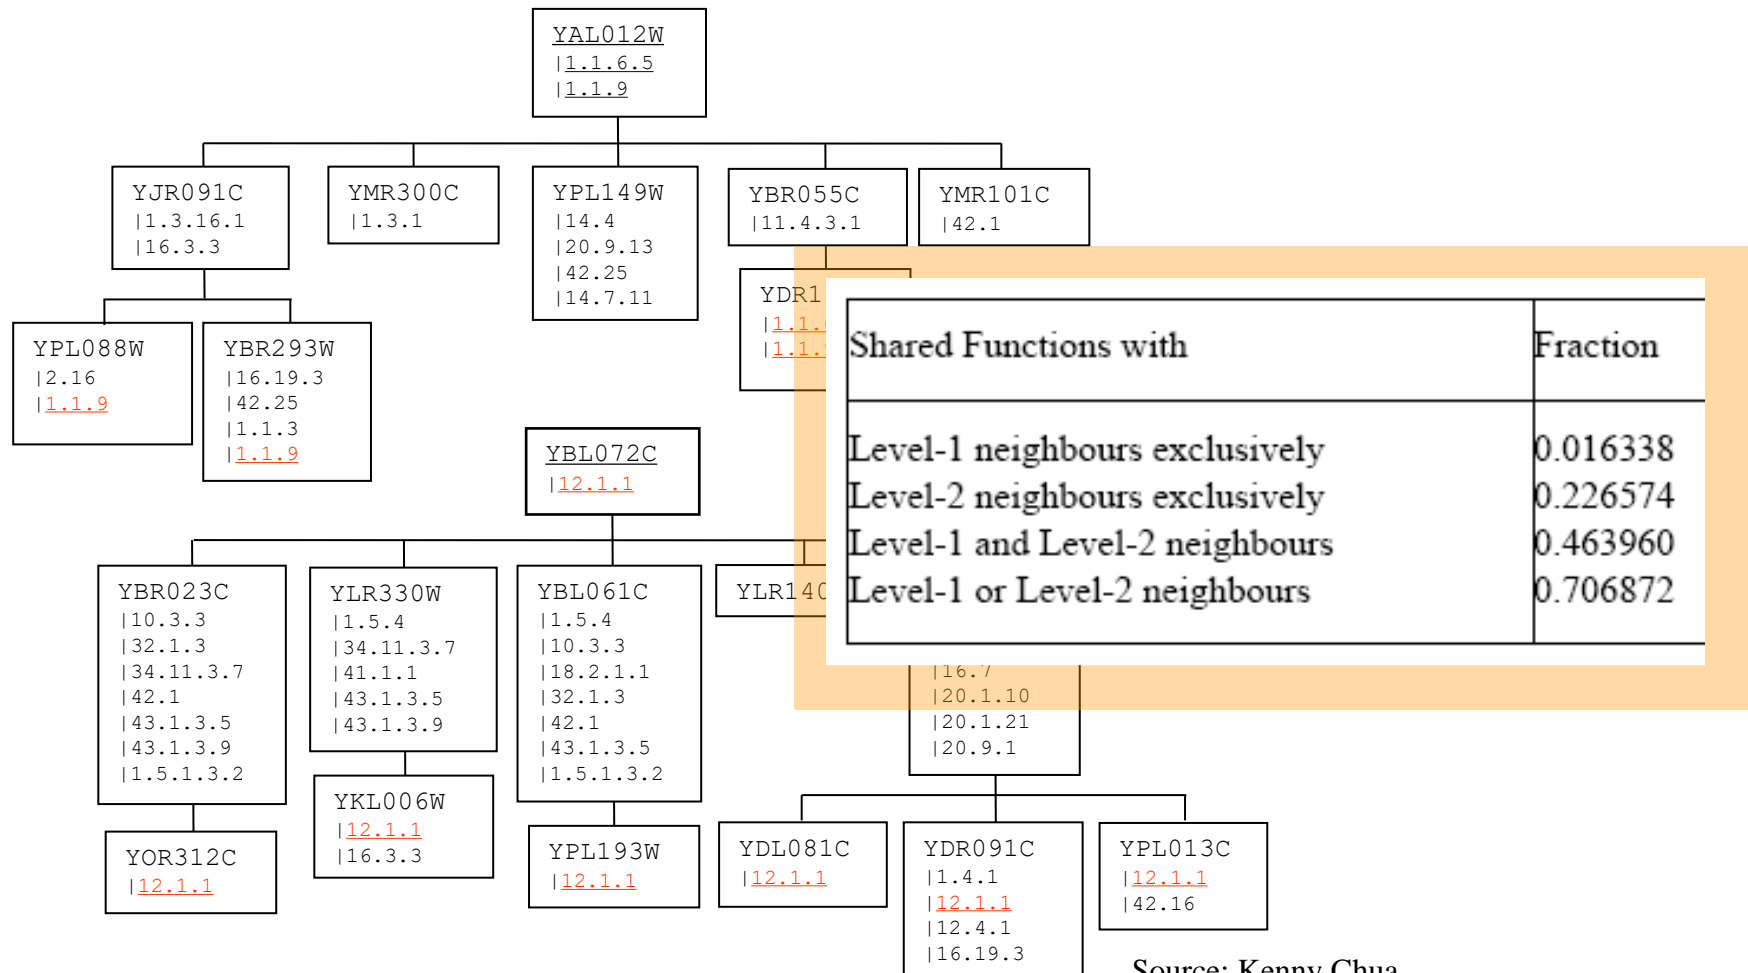 YAL012W
|1.1.6.5
|1.1.9
YJR091C
|1.3.16.1
|16.3.3
YMR300C
|1.3.1
YPL149W
|14.4
|20.9.13
|42.25
|14.7.11
YBR055C
|11.4.3.1
YMR101C
|42.1
YPL088W
|2.16
|1.1.9
YBR293W
|16.19.3
|42.25
|1.1.3
|1.1.9
YDR1
|1.1.
|1.1.
Shared Functions with Fraction
Level-1 neighbours exclusively 0.016338
Level-2 neighbours exclusively 0.226574
Level-1 and Level-2 neighbours 0.463960
Level-1 or Level-2 neighbours 0.706872
YBL072C
|12.1.1
YBR023C
|10.3.3
|32.1.3
|34.11.3.7
|42.1
|43.1.3.5
|43.1.3.9
|1.5.1.3.2
YLR330W
|1.5.4
|34.11.3.7
|41.1.1
|43.1.3.5
|43.1.3.9
YBL061C
|1.5.4
|10.3.3
|18.2.1.1
|32.1.3
|42.1
|43.1.3.5
|1.5.1.3.2
YLR140
|16.7
|20.1.10
|20.1.21
|20.9.1
YOR312C
|12.1.1
YKL006W
|12.1.1
|16.3.3
YPL193W
|12.1.1
YDL081C
|12.1.1
YDR091C
|1.4.1
|12.1.1
|12.4.1
|16.19.3
YPL013C
|12.1.1
|42.16
Source: Kenny Chua